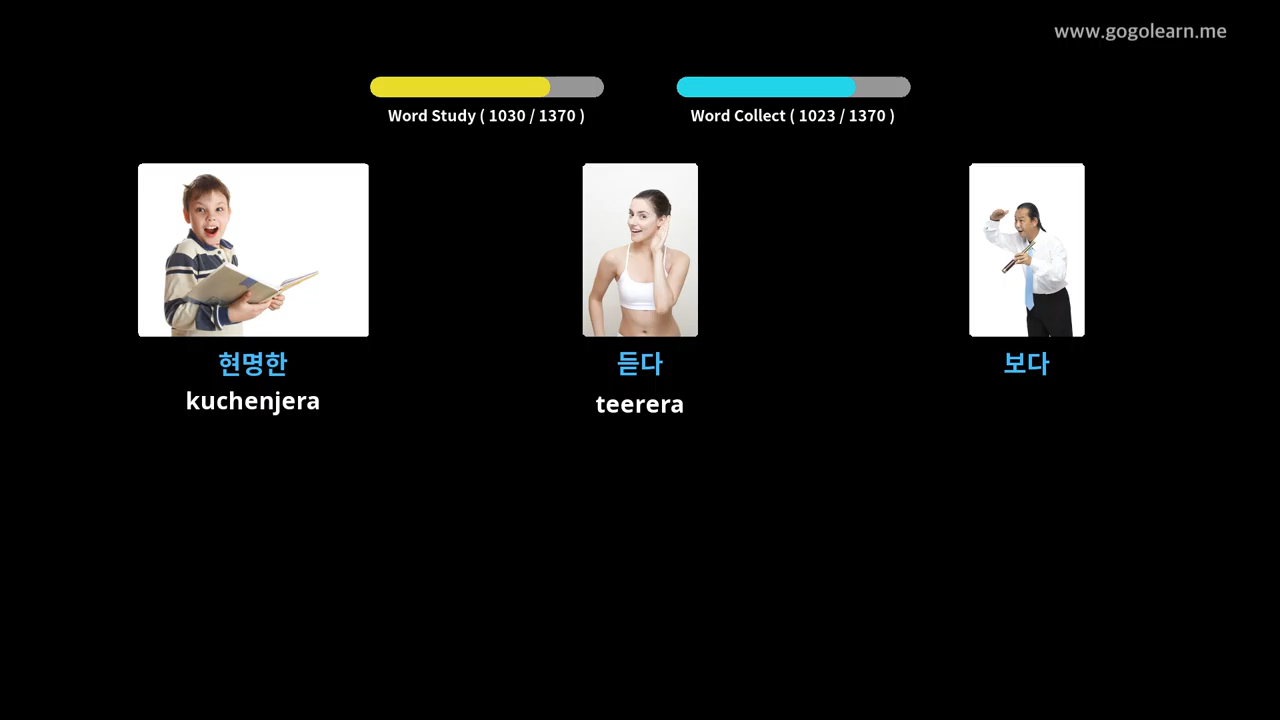 www.gogolearn.me
Word Study ( 1030 / 1370 )
Word Collect ( 1023 / 1370 )
현명한
듣다
보다
kuchenjera
teerera